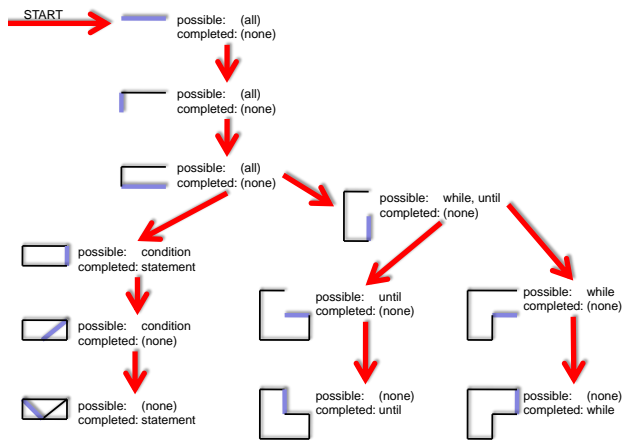 START
possible: (all)
completed: (none)
possible: (all)
completed: (none)
possible: (all)
completed: (none)
possible: while, until
completed: (none)
possible: condition
completed: statement
possible: until
completed: (none)
possible: while
completed: (none)
possible: condition
completed: (none)
possible: (none)
completed: statement
possible: (none)
completed: until
possible: (none)
completed: while